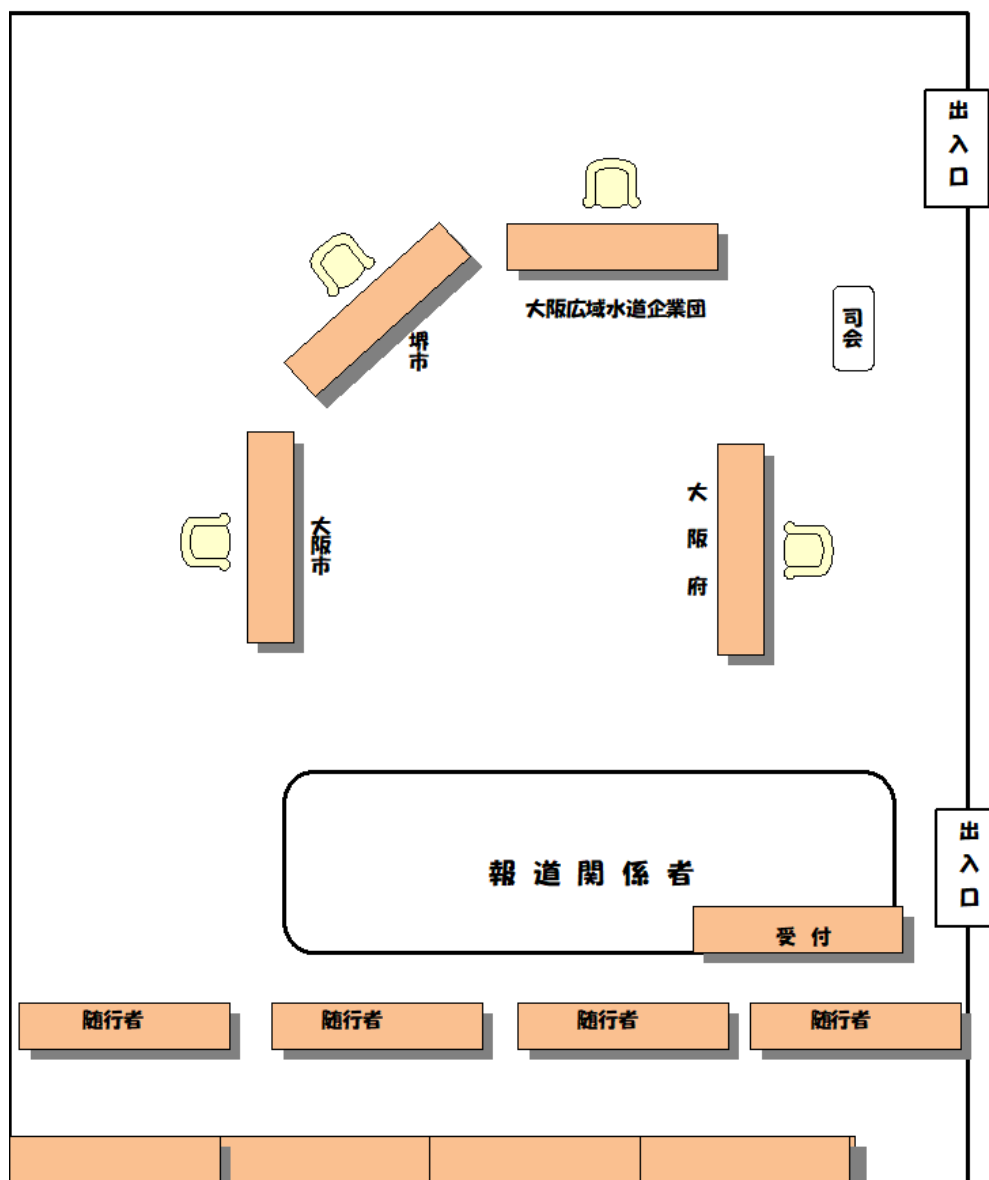 出入口
大阪広域水道企業団
司会
堺市
大阪市
大阪府
報道関係者
出入口
受付
随行者
随行者
随行者
随行者